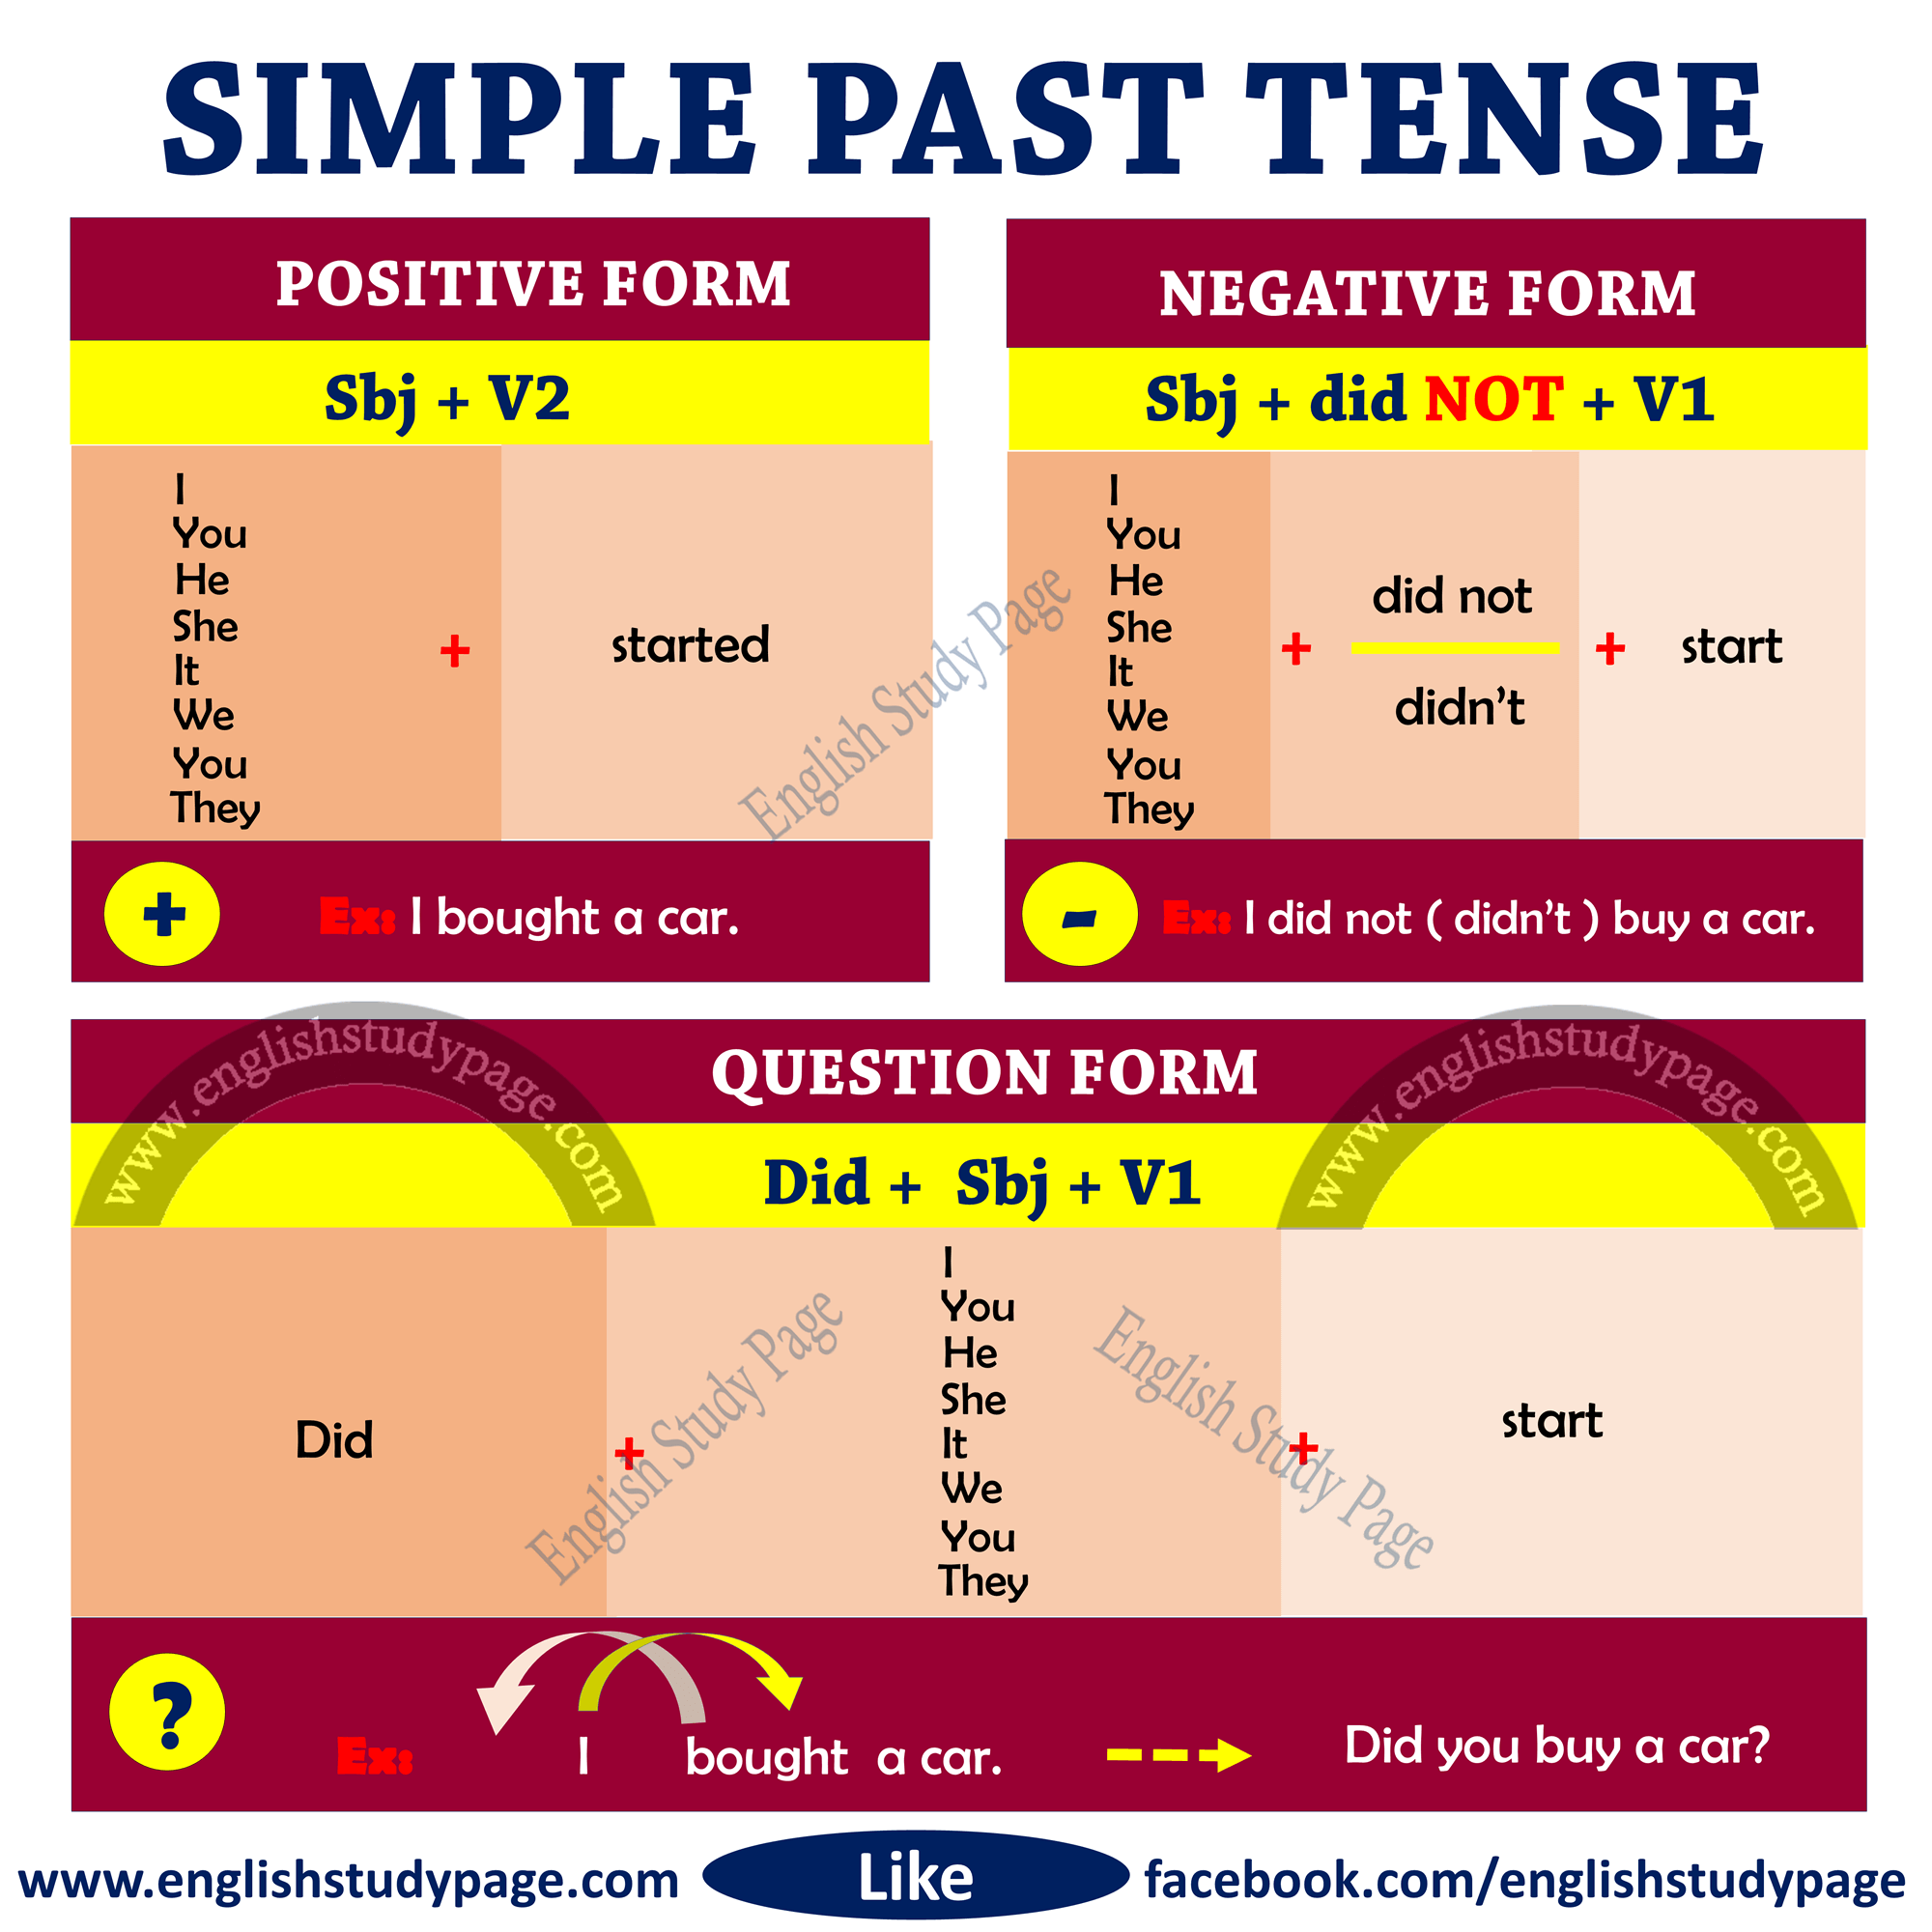 SIMPLE PAST TENSE
POSITIVE FORM
Sbj + V2
I
You
He
She
It
We
You
They
+
started
+
Ex: I bought a car.
NEGATIVE FORM
Sbj + did NOT + V1
I
You
He
She
It
We
You
They
+
did not
didn't
+
start
-
Ex: I did not ( didn't ) buy a car.
English Study Page
QUESTION FORM
www.englishstudypage.com
www.englishstudypage.com
Did + Sbj + V1
Did
+
I
You
He
She
It
We
You
They
+
start
English Study Page
English Study Page
?
Ex: I bought a car.
Did you buy a car?
www.englishstudypage.com
Like
facebook.com/englishstudypage